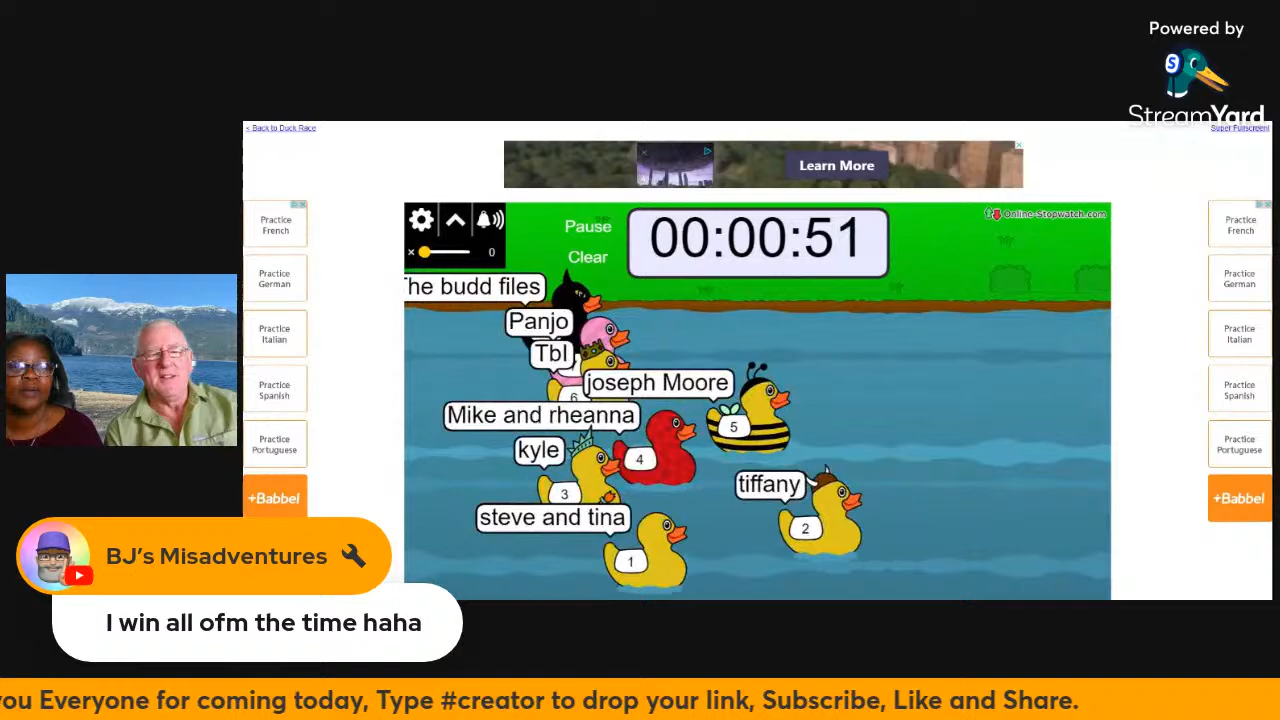 Powered by
StreamYard
< Back to Duck Race
Super Fullscreen!
Learn More
Practice
French
Practice
German
Practice
Italian
Practice
Spanish
Practice
Portuguese
+Babbel
Pause
Clear
00:00:51
Online-Stopwatch.com
0
The budd files
Panjo
Tbl
6
joseph Moore
5
Mike and rheanna
4
kyle
3
tiffany
2
steve and tina
1
Practice
French
Practice
German
Practice
Italian
Practice
Spanish
Practice
Portuguese
+Babbel
BJ's Misadventures
I win all ofm the time haha
you Everyone for coming today, Type #creator to drop your link, Subscribe, Like and Share.